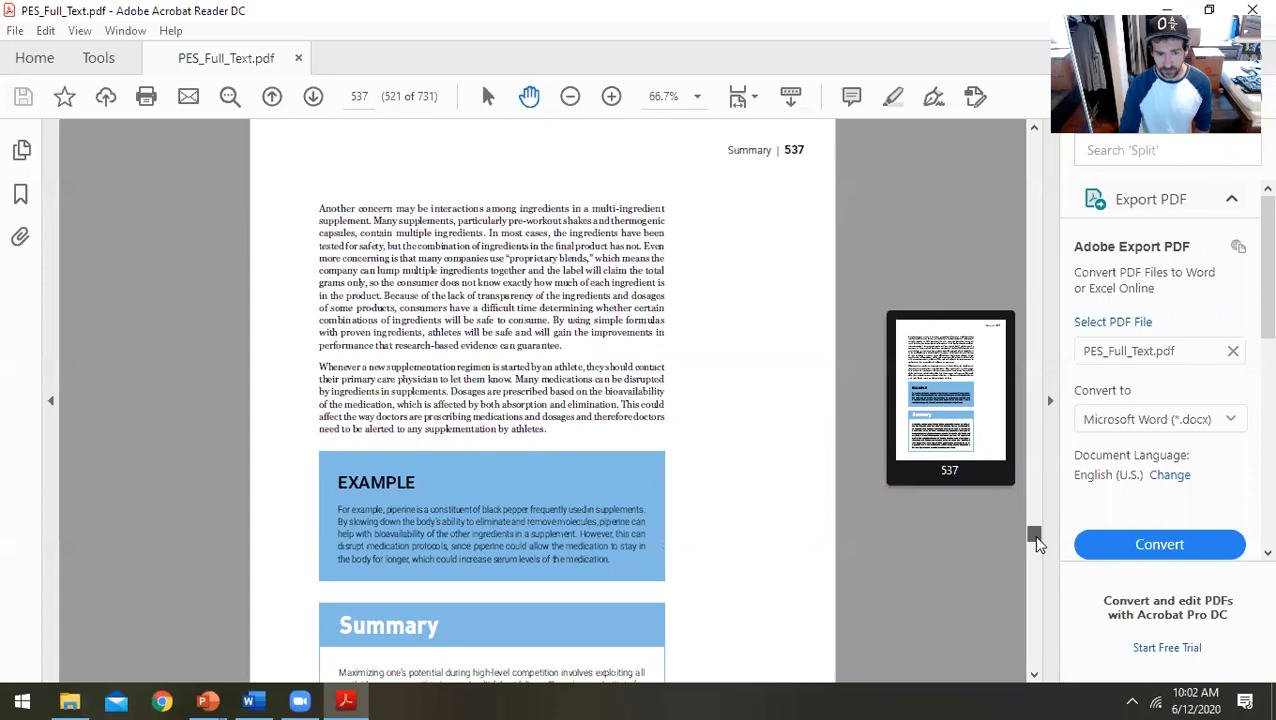 PES_Full_Text.pdf - Adobe Acrobat Reader DC
File Edit View Window Help
Home Tools PES_Full_Text.pdf
537 (521 of 731) 66.7%
Search 'Split'
Summary | 537
Another concern may be interactions among ingredients in a multi-ingredient
supplement. Many supplements, particularly pre-workout shakes and thermogenic
capsules, contain multiple ingredients. In most cases, the ingredients have been
tested for safety, but the combination of ingredients in the final product has not. Even
more concerning is that many companies use "proprietary blends," which means the
company can lump multiple ingredients together and the label will claim the total
grams only, so the consumer does not know exactly how much of each ingredient is
in the product. Because of the lack of transparency of the ingredients and dosages
of some products, consumers have a difficult time determining whether certain
combinations of ingredients will be safe to consume. By using simple formulas
with proven ingredients, athletes will be safe and will gain the improvements in
performance that research-based evidence can guarantee.
Whenever a new supplementation regimen is started by an athlete, they should contact
their primary care physician to let them know. Many medications can be disrupted
by ingredients in supplements. Dosages are prescribed based on the bioavailability
of the medication, which is affected by both absorption and elimination. This could
affect the way doctors are prescribing medications and dosages and therefore doctors
need to be alerted to any supplementation by athletes.
EXAMPLE
For example, piperine is a constituent of black pepper frequently used in supplements.
By slowing down the body's ability to eliminate and remove molecules, piperine can
help with bioavailability of the other ingredients in a supplement. However, this can
disrupt medication protocols, since piperine could allow the medication to stay in
the body for longer, which could increase serum levels of the medication.
Summary
Maximizing one's potential during high-level competition involves exploiting all
537
Export PDF
Adobe Export PDF
Convert PDF Files to Word
or Excel Online
Select PDF File
PES_Full_Text.pdf
Convert to
Microsoft Word (*.docx)
Document Language:
English (U.S.) Change
Convert
Convert and edit PDFs
with Acrobat Pro DC
Start Free Trial
10:02 AM
6/12/2020